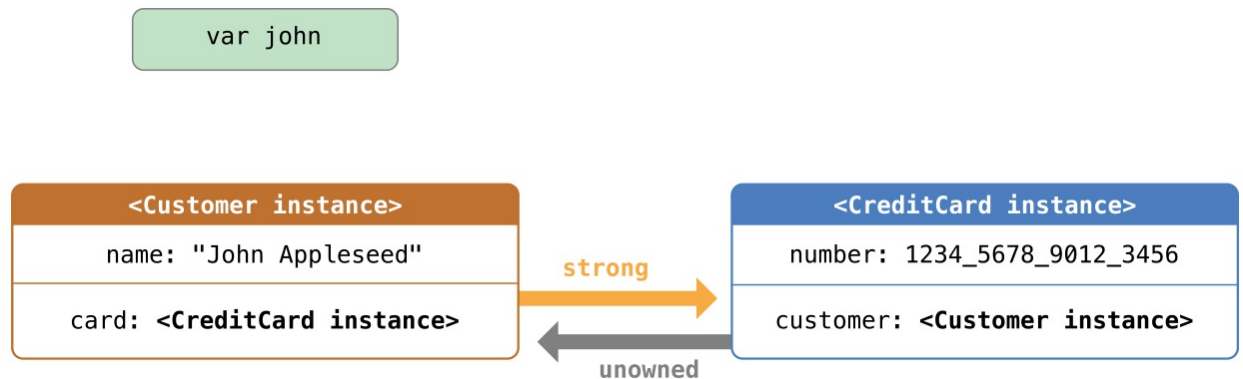 var john
<Customer instance>
name: "John Appleseed"
card: <CreditCard instance>
strong
unowned
<CreditCard instance>
number: 1234_5678_9012_3456
customer: <Customer instance>